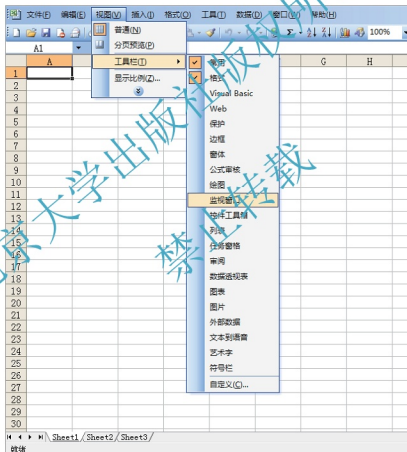 文件(F) 编辑(E) 视图(V) 插入(I) 格式(O) 工具(T) 数据(D) 窗口(W) 帮助(H)
100%
A1
普通(N)
分页预览(P)
工具栏(T)
显示比例(Z)...
常用
格式
Visual Basic
Web
保护
边框
窗体
公式审核
绘图
监视窗口
控件工具箱
列表
任务窗格
审阅
数据透视表
图表
图片
外部数据
文本到语音
艺术字
符号栏
自定义(C)...
A G H
1
2
3
4
5
6
7
8
9
10
11
12
13
14
15
16
17
18
19
20
21
22
23
24
25
26
27
28
29
30
Sheet1 Sheet2 Sheet3
就绪
京大学出版社版权所
禁止转载